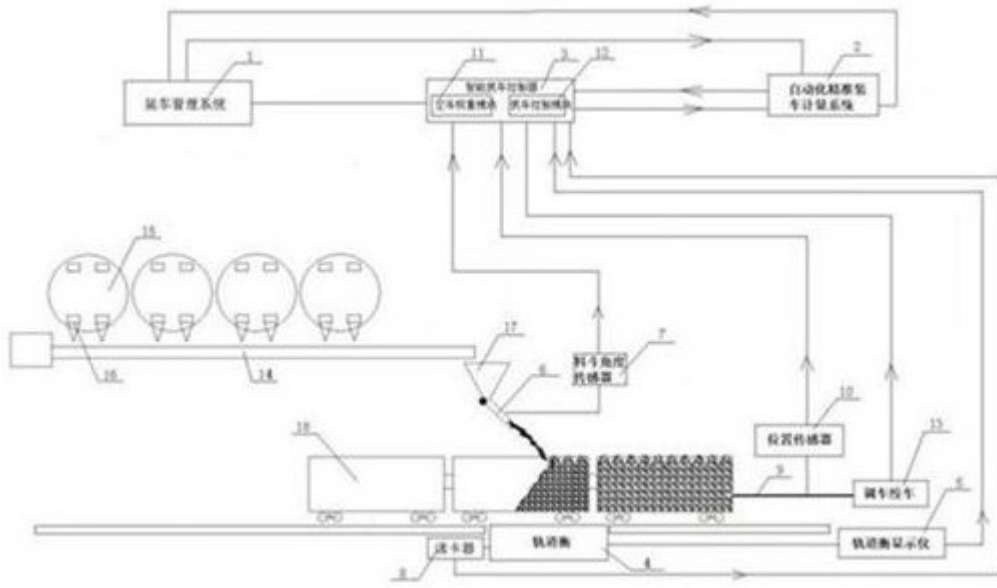 1
11
3
12
2
装车管理系统
智能装车控制器
空车称重模块
装车控制模块
自动化精准装
车计量系统
15
17
6
7
16
14
料斗角度
传感器
10
13
18
位置传感器
9
调车绞车
5
读卡器
轨道衡
轨道衡显示仪
8
4